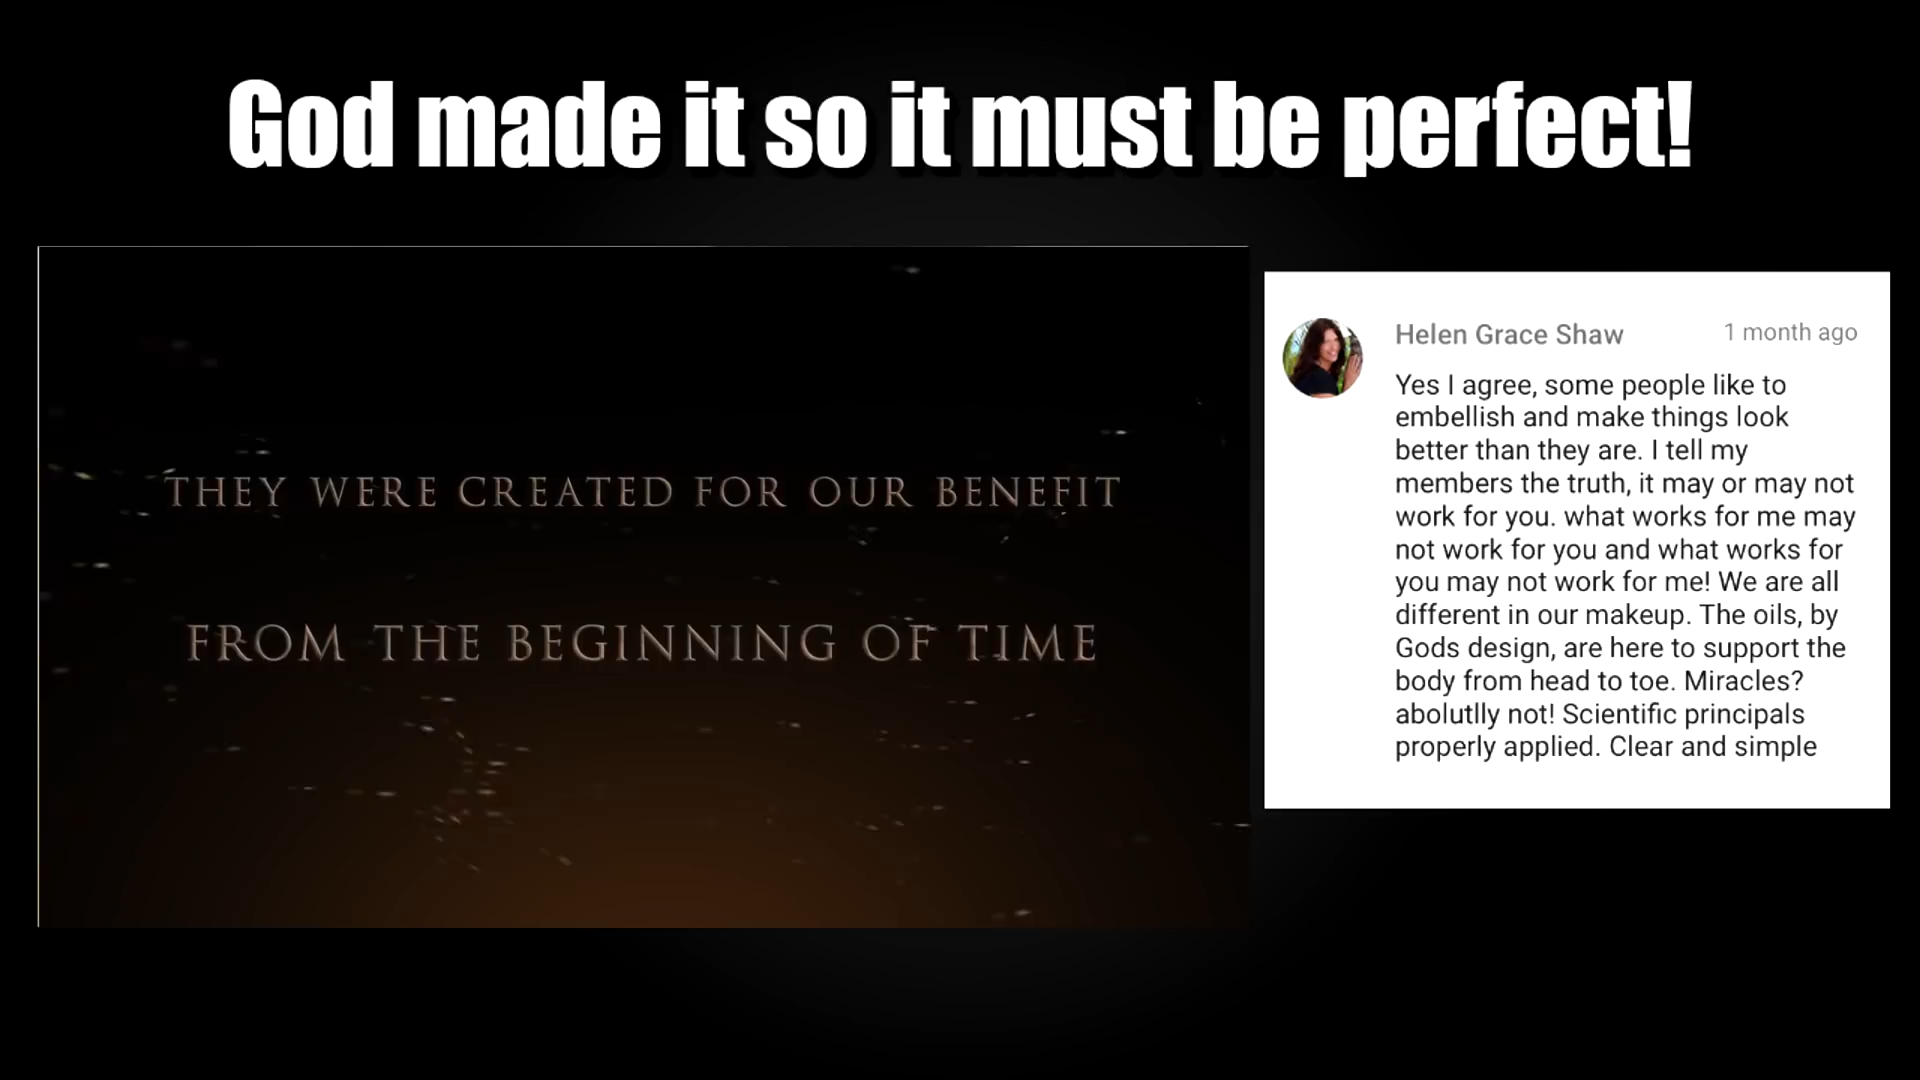 God made it so it must be perfect!
THEY WERE CREATED FOR OUR BENEFIT
FROM THE BEGINNING OF TIME
Helen Grace Shaw 1 month ago
Yes I agree, some people like to
embellish and make things look
better than they are. I tell my
members the truth, it may or may not
work for you. what works for me may
not work for you and what works for
you may not work for me! We are all
different in our makeup. The oils, by
Gods design, are here to support the
body from head to toe. Miracles?
abolutlly not! Scientific principals
properly applied. Clear and simple